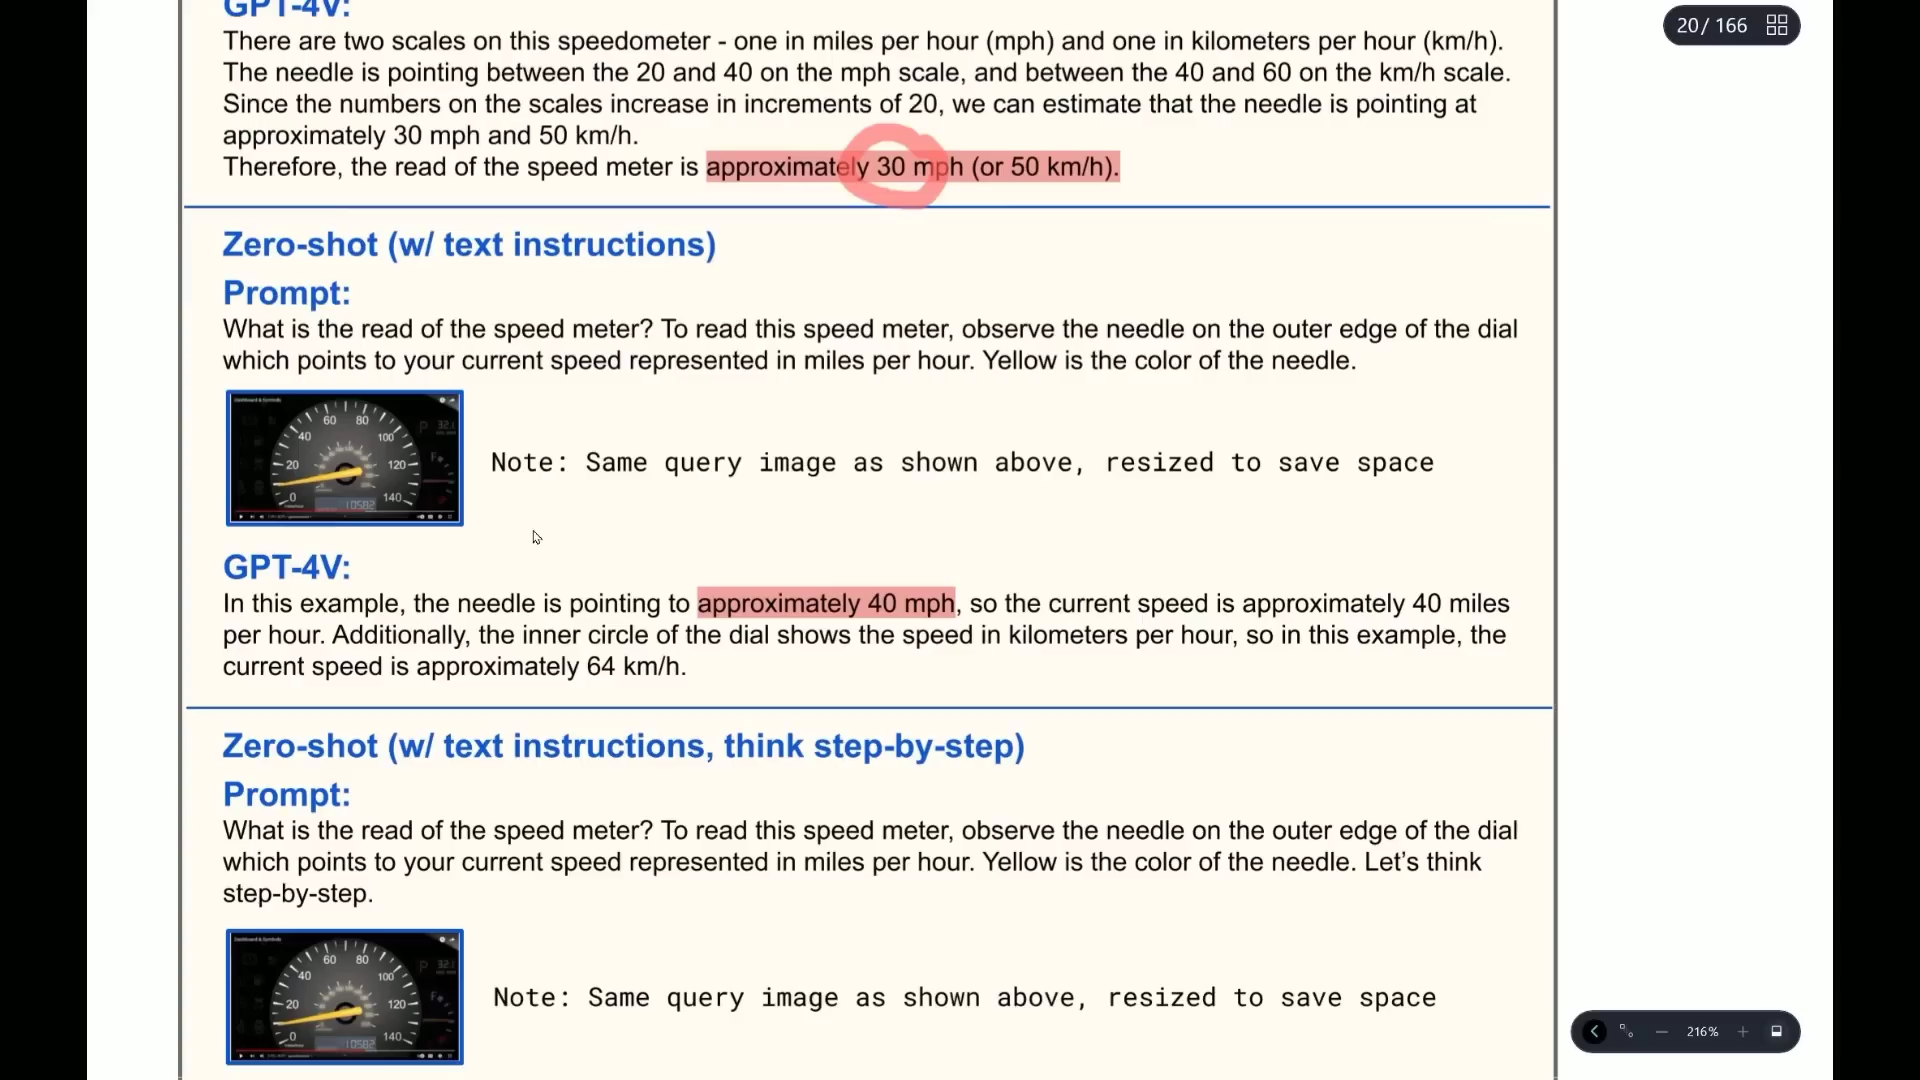 GPT-4V:
20 / 166
There are two scales on this speedometer - one in miles per hour (mph) and one in kilometers per hour (km/h).
The needle is pointing between the 20 and 40 on the mph scale, and between the 40 and 60 on the km/h scale.
Since the numbers on the scales increase in increments of 20, we can estimate that the needle is pointing at
approximately 30 mph and 50 km/h.
Therefore, the read of the speed meter is approximately 30 mph (or 50 km/h).
Zero-shot (w/ text instructions)
Prompt:
What is the read of the speed meter? To read this speed meter, observe the needle on the outer edge of the dial
which points to your current speed represented in miles per hour. Yellow is the color of the needle.
0 20 40 60 80 100 120 140
10582
Note: Same query image as shown above, resized to save space
GPT-4V:
In this example, the needle is pointing to approximately 40 mph, so the current speed is approximately 40 miles
per hour. Additionally, the inner circle of the dial shows the speed in kilometers per hour, so in this example, the
current speed is approximately 64 km/h.
Zero-shot (w/ text instructions, think step-by-step)
Prompt:
What is the read of the speed meter? To read this speed meter, observe the needle on the outer edge of the dial
which points to your current speed represented in miles per hour. Yellow is the color of the needle. Let's think
step-by-step.
0 20 40 60 80 100 120 140
10582
Note: Same query image as shown above, resized to save space
216%